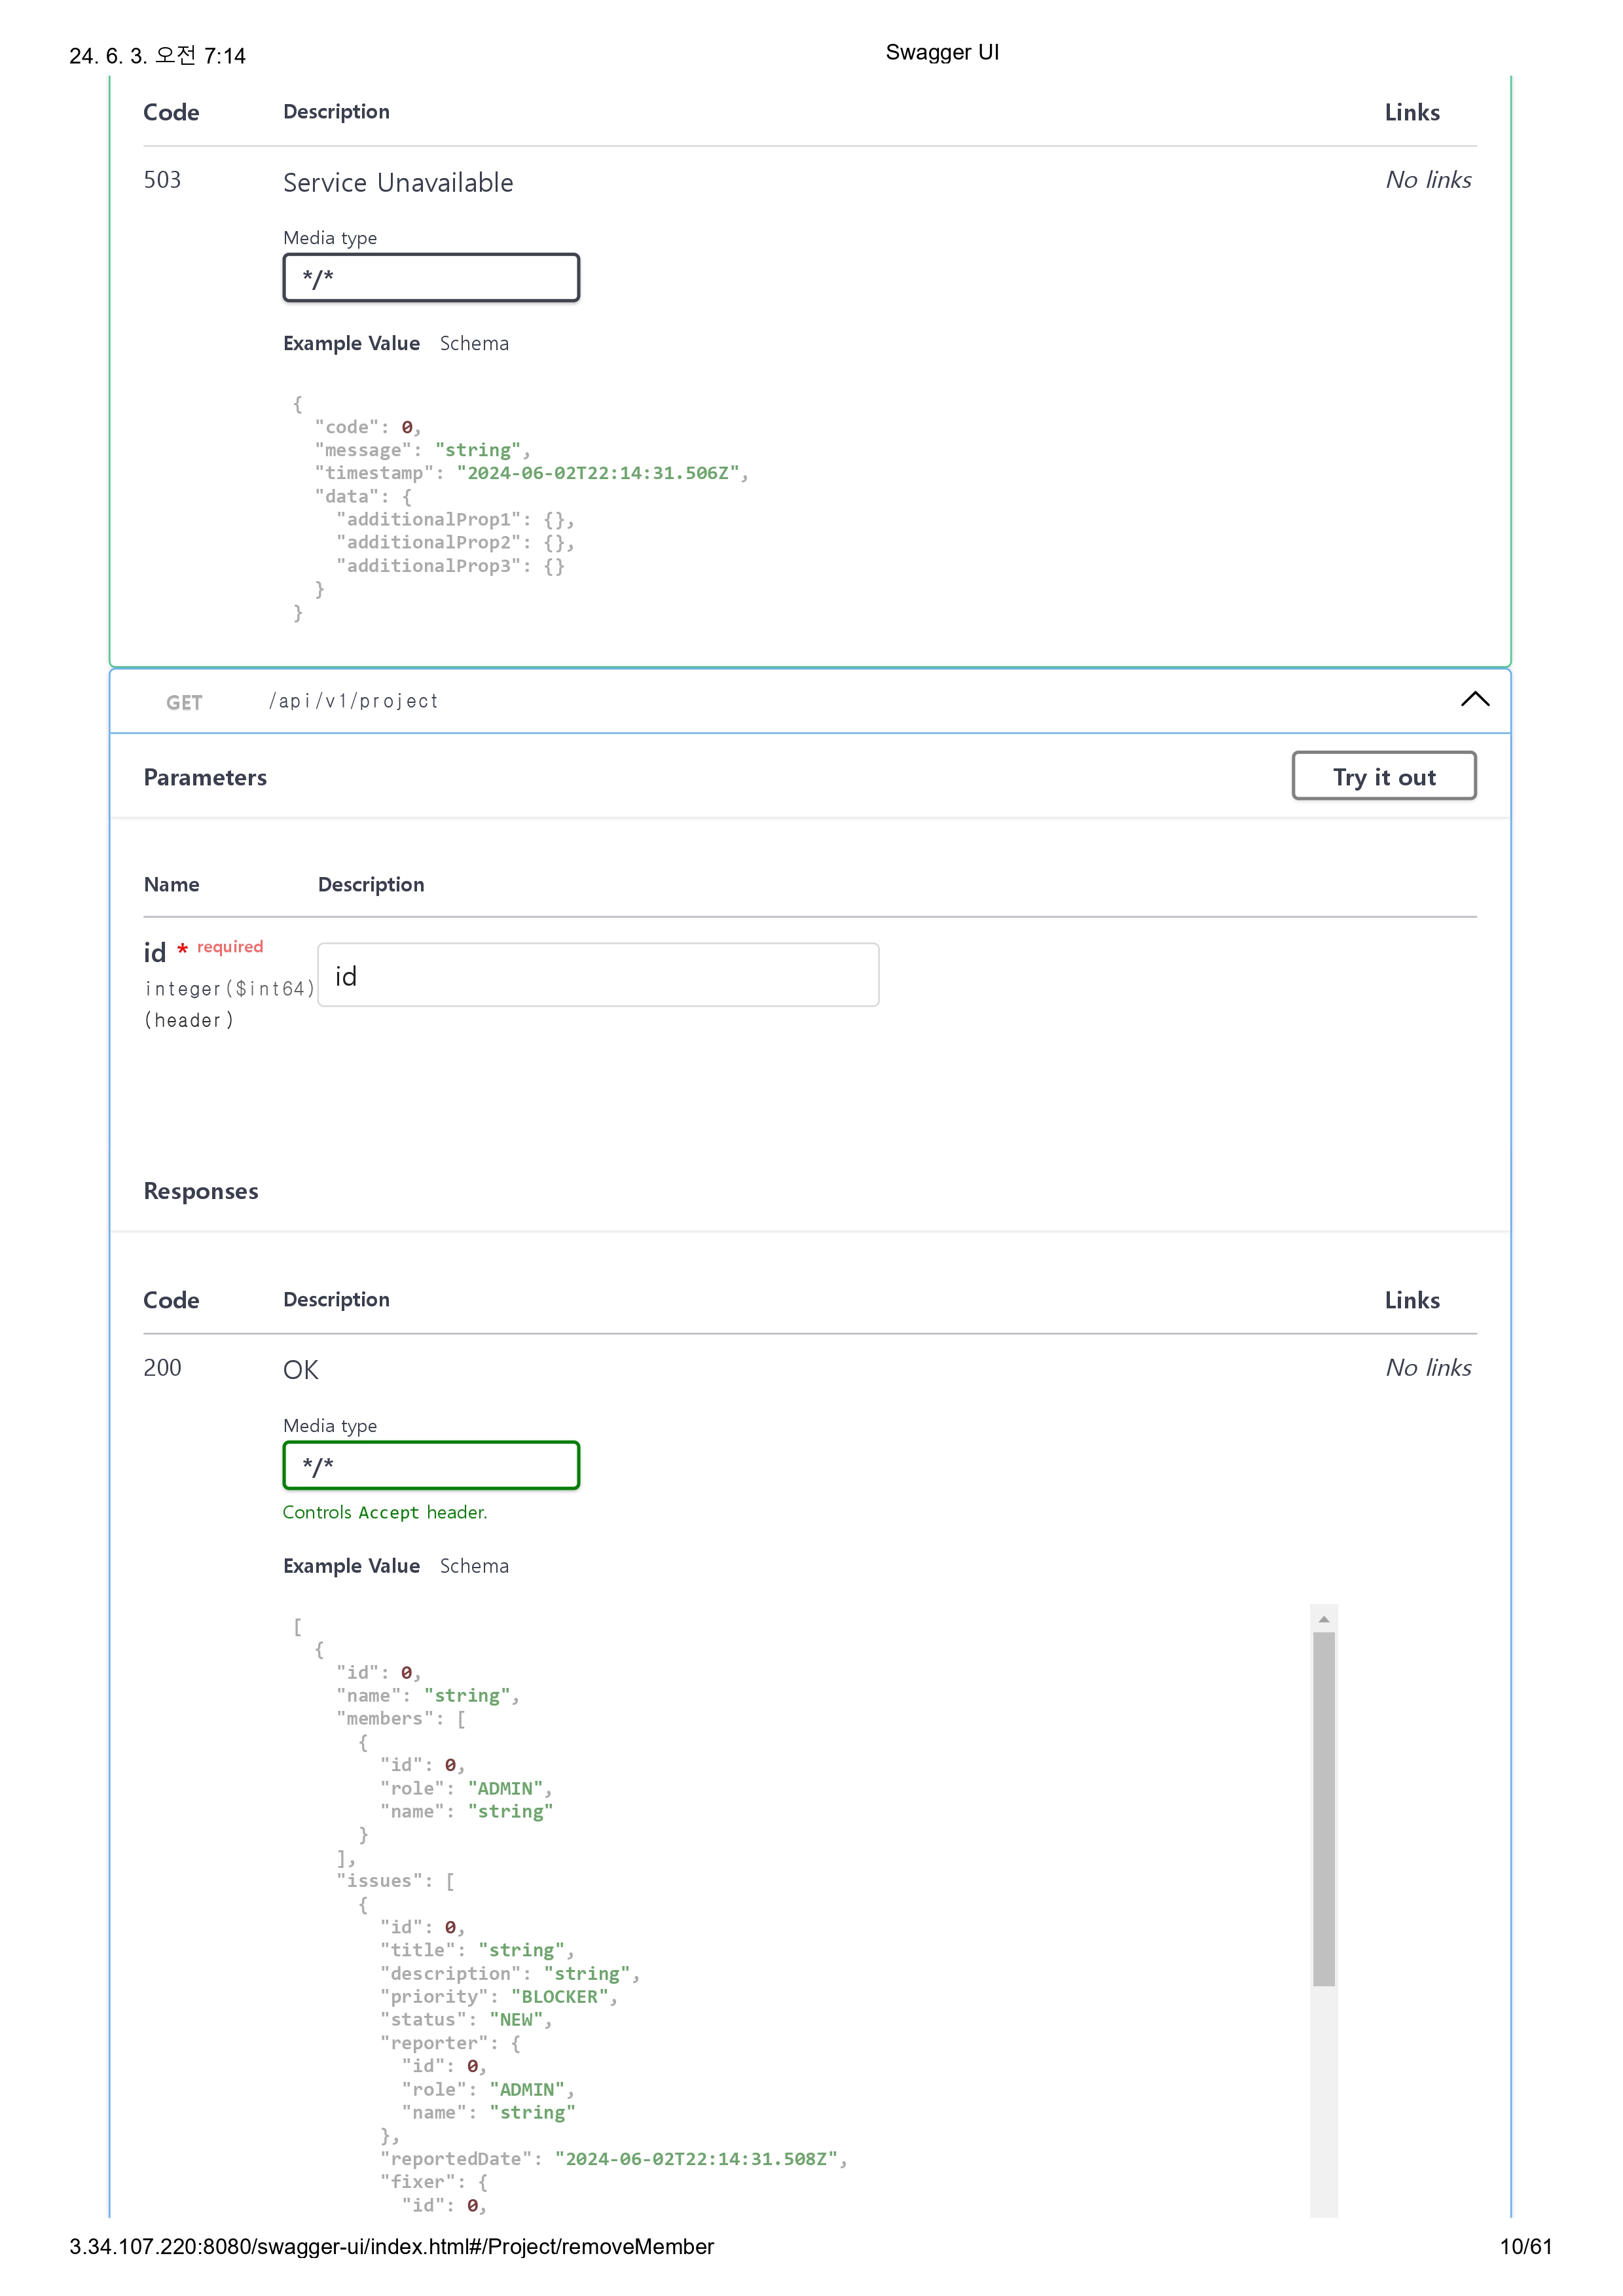 24. 6. 3. 오전 7:14
Swagger UI
Code Description Links
503 Service Unavailable No links
Media type
*/*
Example Value Schema
{
  "code": 0,
  "message": "string",
  "timestamp": "2024-06-02T22:14:31.506Z",
  "data": {
    "additionalProp1": {},
    "additionalProp2": {},
    "additionalProp3": {}
  }
}
GET /api/v1/project
Parameters Try it out
Name Description
id * required
id
integer($int64)
(header)
Responses
Code Description Links
200 OK No links
Media type
*/*
Controls Accept header.
Example Value Schema
[
  {
    "id": 0,
    "name": "string",
    "members": [
      {
        "id": 0,
        "role": "ADMIN",
        "name": "string"
      }
    ],
    "issues": [
      {
        "id": 0,
        "title": "string",
        "description": "string",
        "priority": "BLOCKER",
        "status": "NEW",
        "reporter": {
          "id": 0,
          "role": "ADMIN",
          "name": "string"
        },
        "reportedDate": "2024-06-02T22:14:31.508Z",
        "fixer": {
          "id": 0,
3.34.107.220:8080/swagger-ui/index.html#/Project/removeMember
10/61